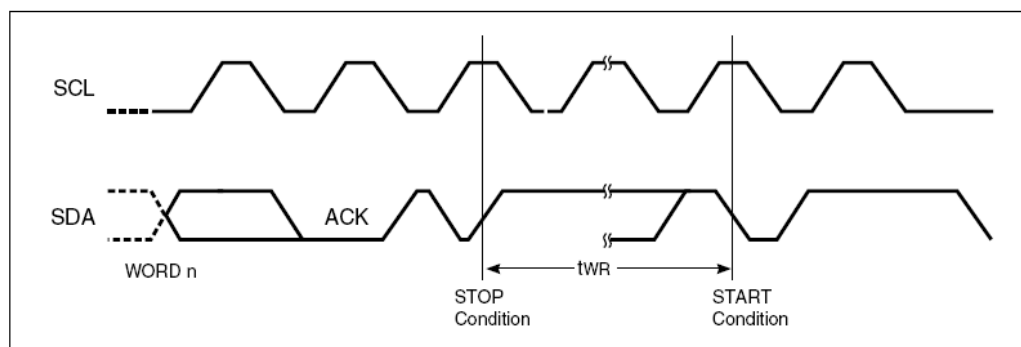 SCL
SDA
ACK
WORD n
tWR
STOP
Condition
START
Condition